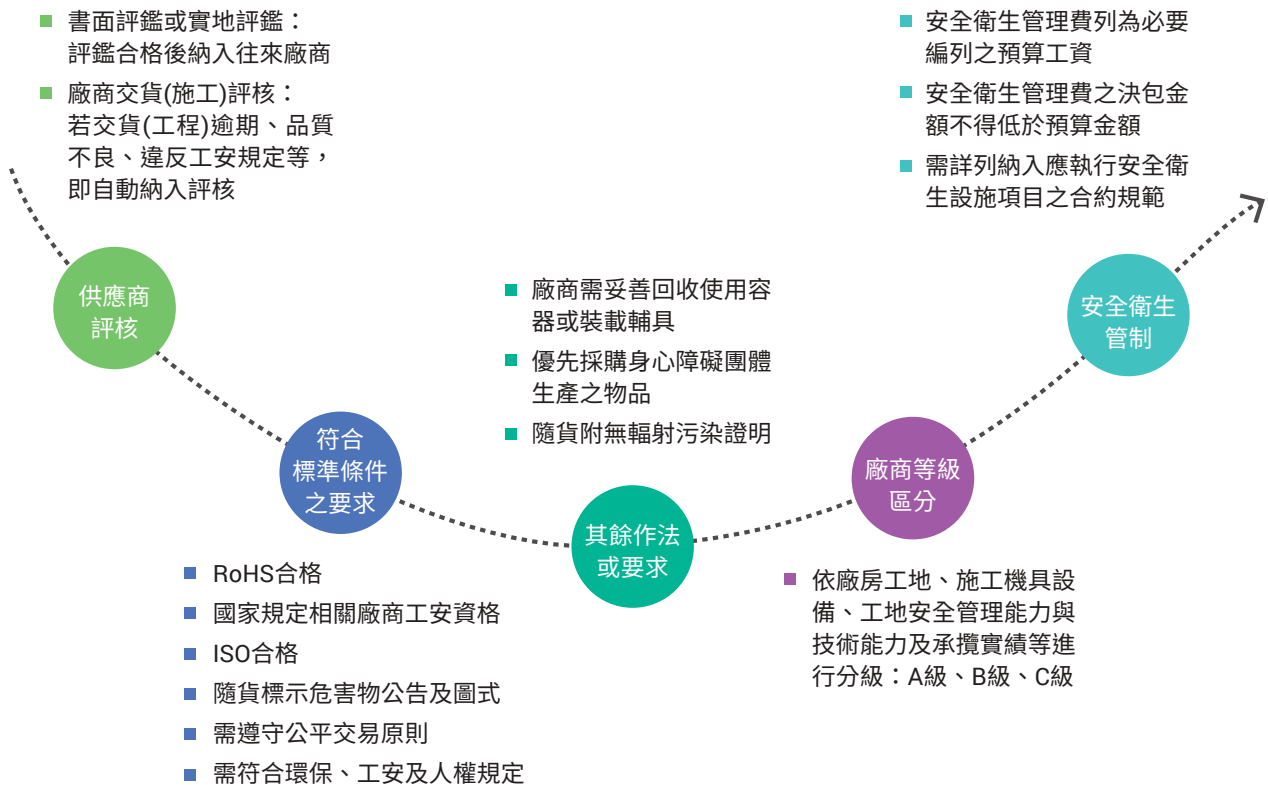 書面評鑑或實地評鑑：
評鑑合格後納入往來廠商
廠商交貨(施工)評核：
若交貨(工程)逾期、品質
不良、違反工安規定等，
即自動納入評核
供應商
評核
符合
標準條件
之要求
RoHS合格
國家規定相關廠商工安資格
ISO合格
隨貨標示危害物公告及圖式
需遵守公平交易原則
需符合環保、工安及人權規定
廠商需妥善回收使用容
器或裝載輔具
優先採購身心障礙團體
生產之物品
隨貨附無輻射污染證明
其餘作法
或要求
廠商等級
區分
依廠房工地、施工機具設
備、工地安全管理能力與
技術能力及承攬實績等進
行分級：A級、B級、C級
安全衛生管理費列為必要
編列之預算工資
安全衛生管理費之決包金
額不得低於預算金額
需詳列納入應執行安全衛
生設施項目之合約規範
安全衛生
管制